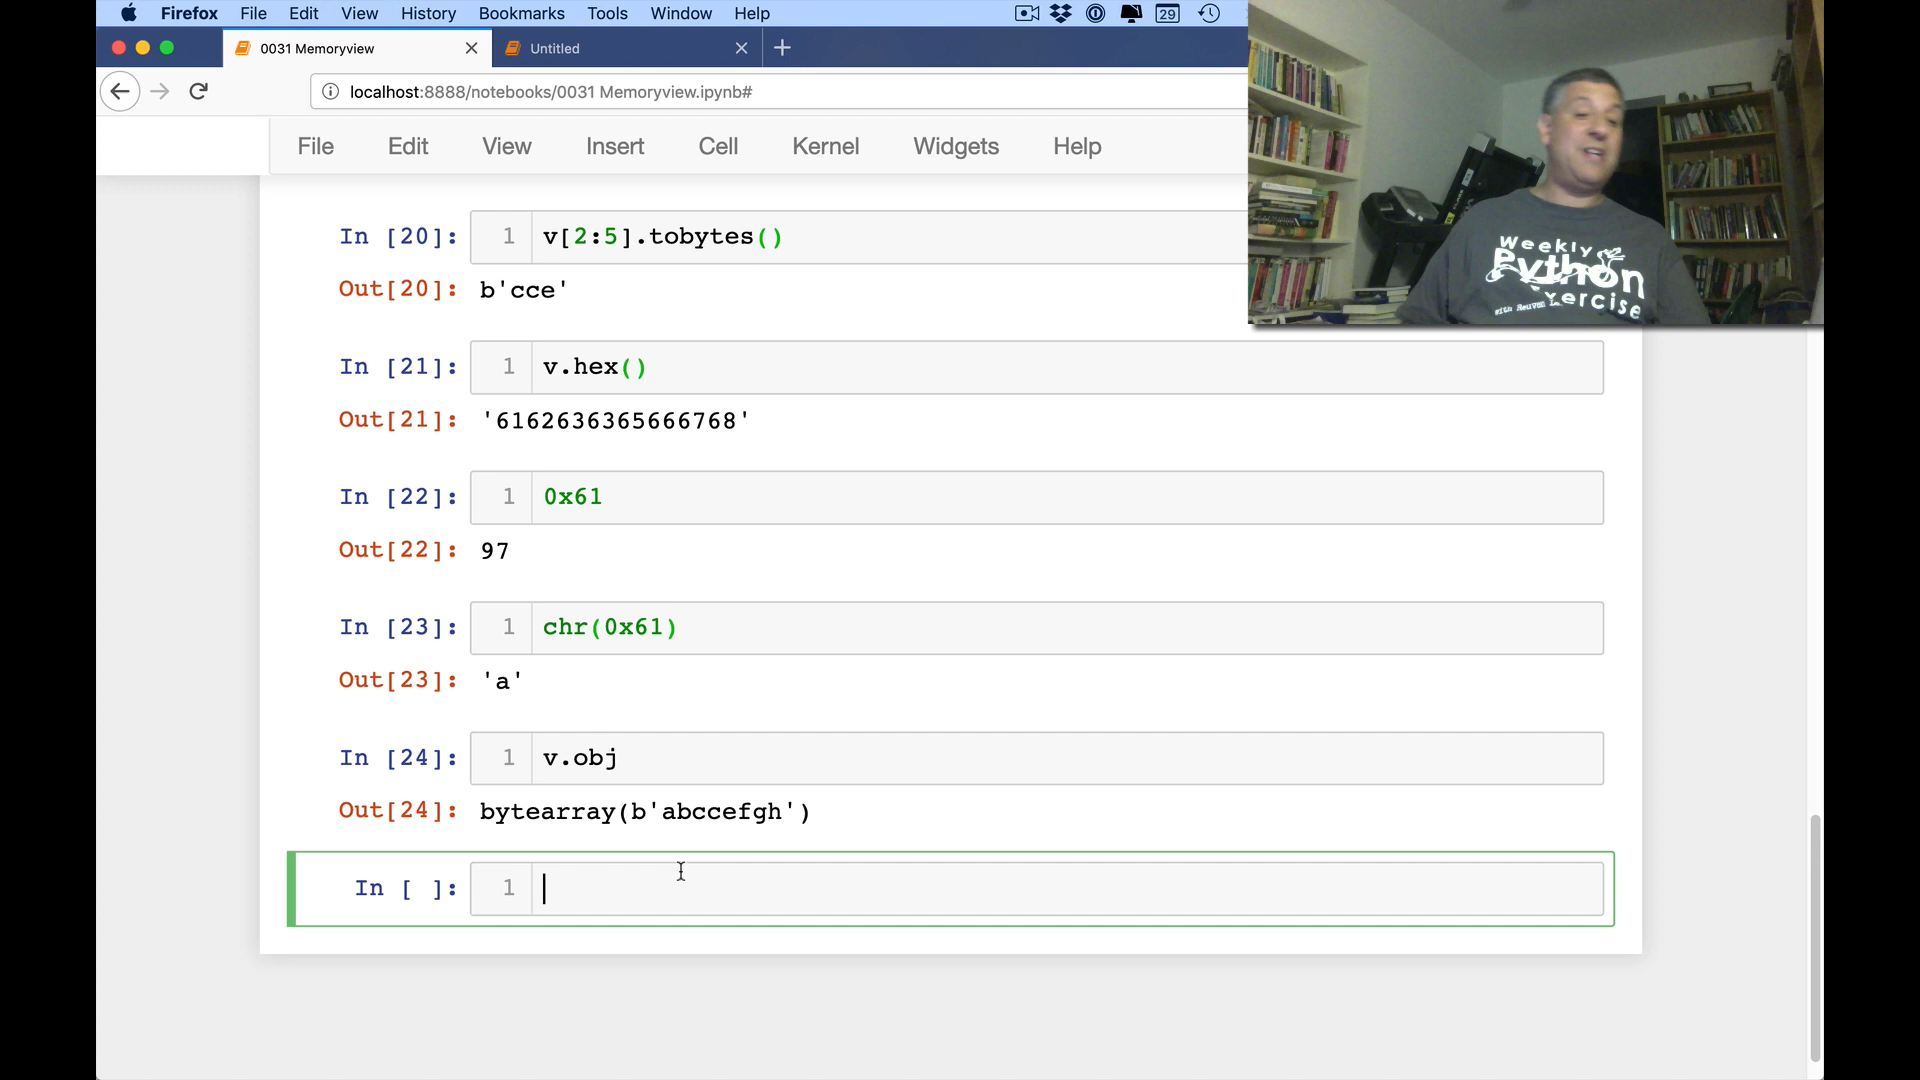 Firefox File Edit View History Bookmarks Tools Window Help 29
0031 Memoryview Untitled
localhost:8888/notebooks/0031 Memoryview.ipynb#
File Edit View Insert Cell Kernel Widgets Help
In [20]: 1 v[2:5].tobytes()
Out[20]: b'cce'
In [21]: 1 v.hex()
Out[21]: '6162636365666768'
In [22]: 1 0x61
Out[22]: 97
In [23]: 1 chr(0x61)
Out[23]: 'a'
In [24]: 1 v.obj
Out[24]: bytearray(b'abccefgh')
In [ ]: 1
Weekly
Python
Exercise
with Reuven